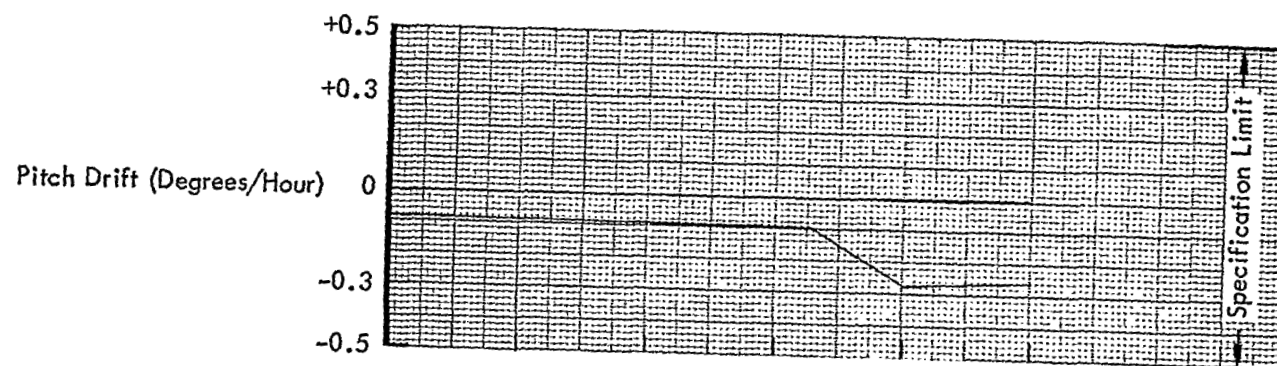 +0.5
+0.3
Pitch Drift (Degrees/Hour) 0
-0.3
-0.5
Specification Limit